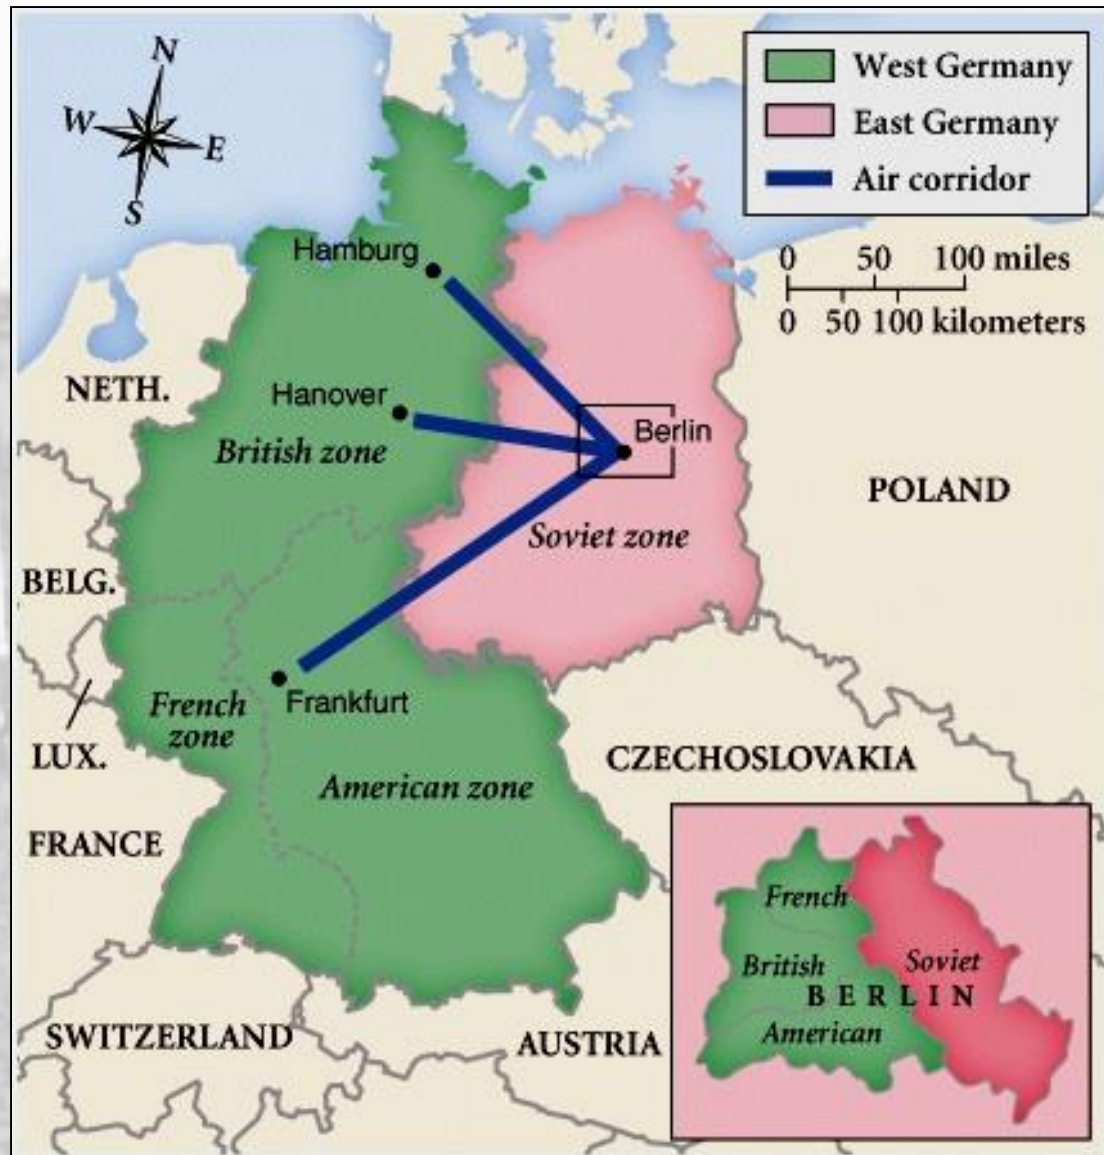 N
W
E
S
West Germany
East Germany
Air corridor
0 50 100 miles
0 50 100 kilometers
Hamburg
Hanover
British zone
Berlin
Soviet zone
NETH.
BELG.
LUX.
FRANCE
POLAND
Frankfurt
French
zone
American zone
CZECHOSLOVAKIA
SWITZERLAND
AUSTRIA
French
British
Soviet
BERLIN
American